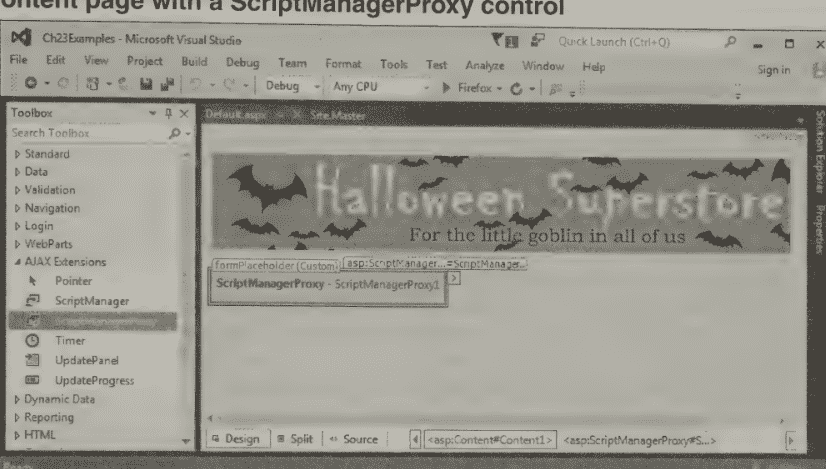 ontent page with a ScriptManagerProxy control
Ch23Examples - Microsoft Visual Studio
Quick Launch (Ctrl+Q)
File Edit View Project Build Debug Team Format Tools Test Analyze Window Help
Sign in
Debug Any CPU Firefox
Toolbox
Default.aspx Site.Master
Search Toolbox
Standard
Data
Validation
Navigation
Login
WebParts
AJAX Extensions
Pointer
ScriptManager
Timer
UpdatePanel
UpdateProgress
Dynamic Data
Reporting
HTML
Halloween Superstore
For the little goblin in all of us
formPlaceholder (Custom) asp:ScriptManager...#ScriptManager...
ScriptManagerProxy - ScriptManagerProxy1
Design Split Source <asp:Content#Content1> <asp:ScriptManagerProxy#S...>
Solution Explorer
Properties